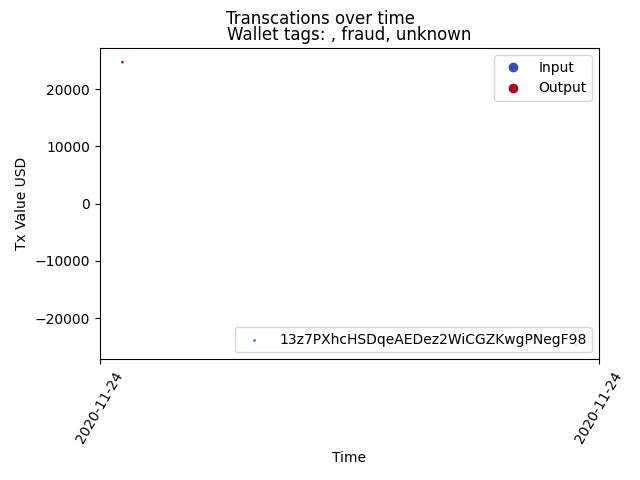 Transcations over time
Wallet tags: , fraud, unknown
Input
Output
20000
10000
0
−10000
−20000
Tx Value USD
13z7PXhcHSDqeAEDez2WiCGZKwgPNegF98
2020-11-24
2020-11-24
Time